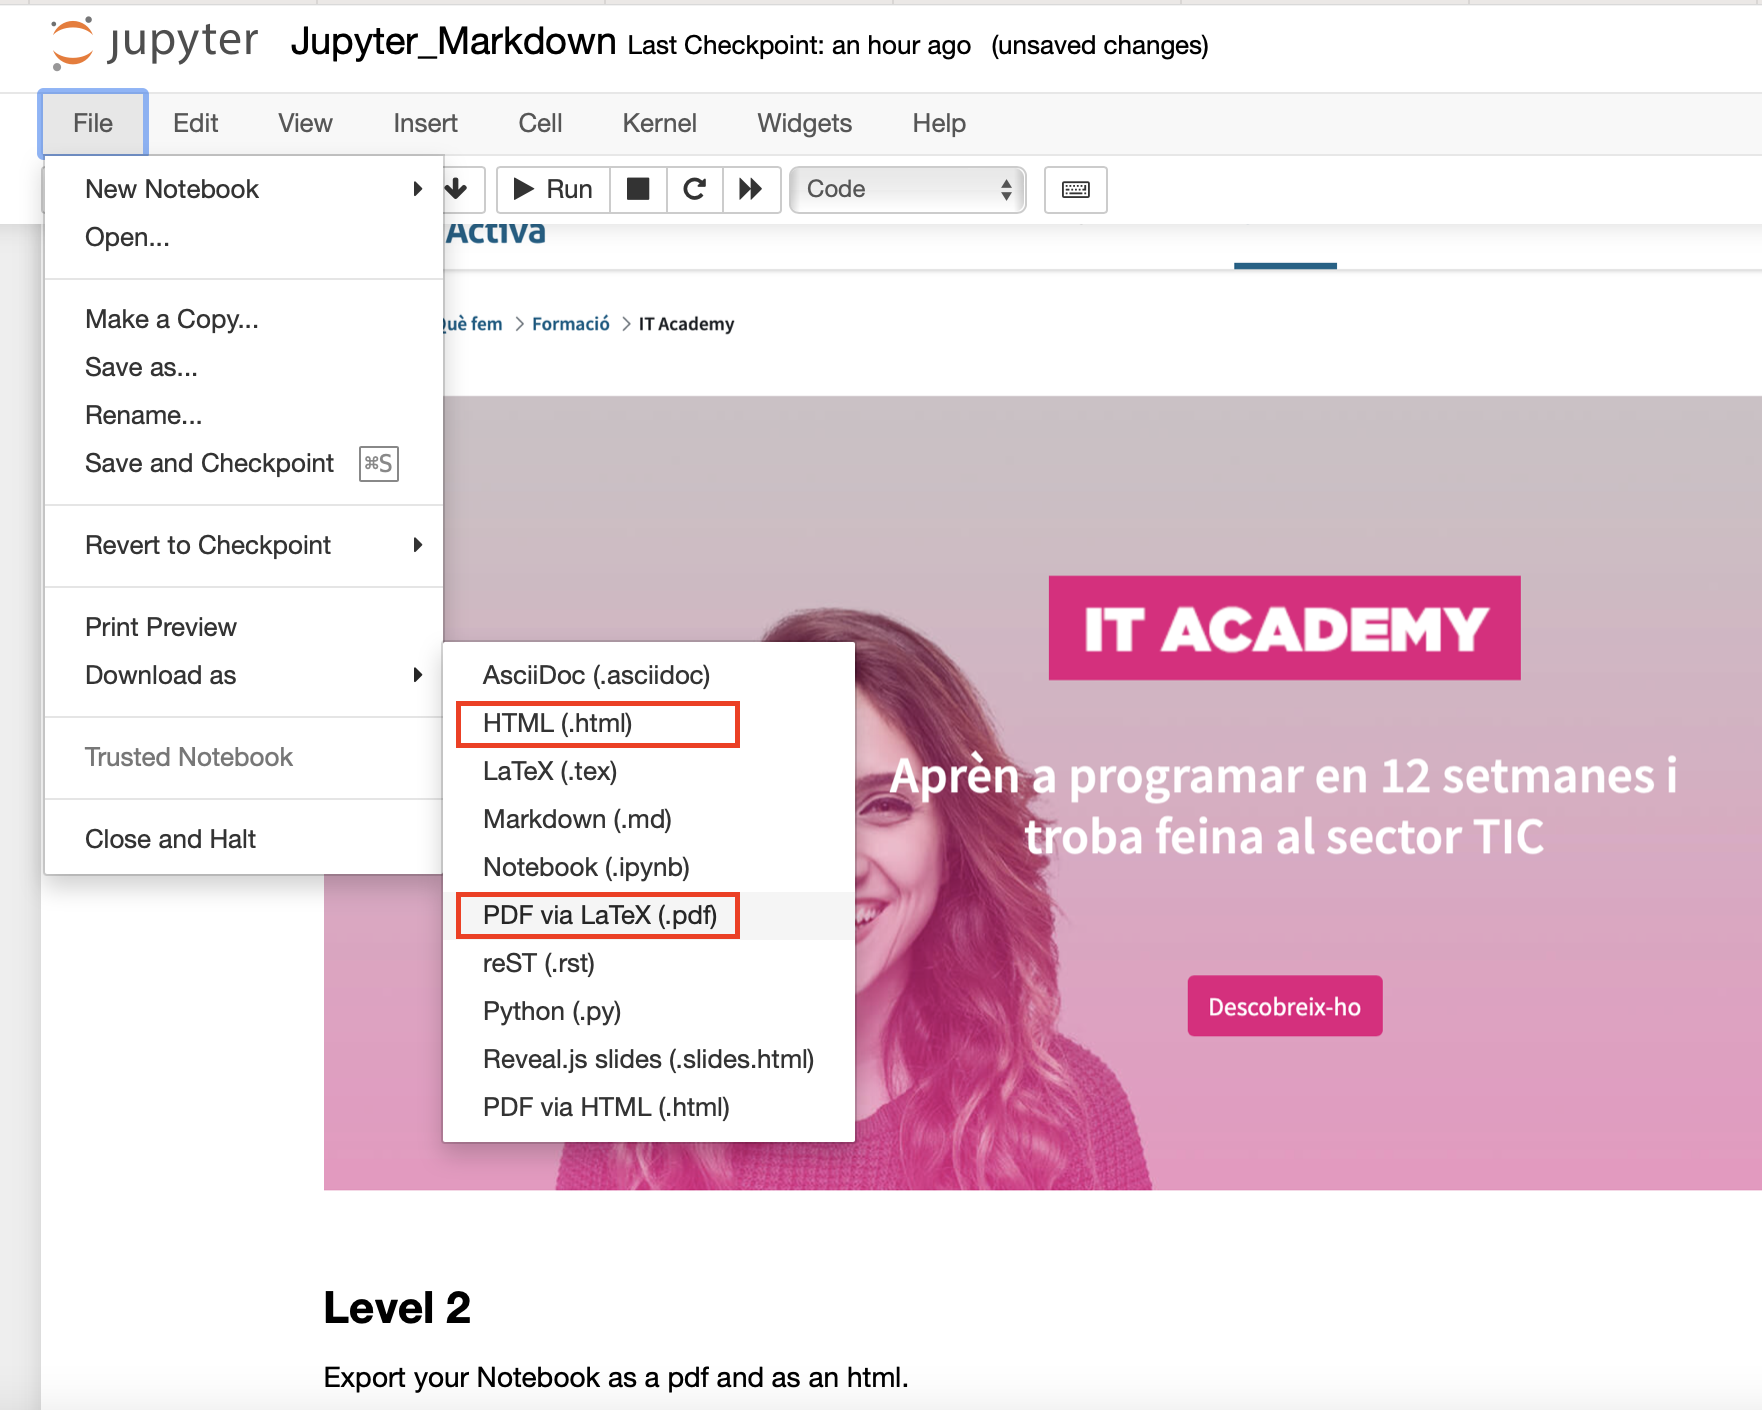 jupyter Jupyter_Markdown Last Checkpoint: an hour ago (unsaved changes)
File Edit View Insert Cell Kernel Widgets Help
Run Code
New Notebook
Open...
Make a Copy...
Save as...
Rename...
Save and Checkpoint ⌘S
Revert to Checkpoint
Print Preview
Download as
Trusted Notebook
Close and Halt
AsciiDoc (.asciidoc)
HTML (.html)
LaTeX (.tex)
Markdown (.md)
Notebook (.ipynb)
PDF via LaTeX (.pdf)
reST (.rst)
Python (.py)
Reveal.js slides (.slides.html)
PDF via HTML (.html)
Activa
Què fem > Formació > IT Academy
IT ACADEMY
Aprèn a programar en 12 setmanes i
troba feina al sector TIC
Descobreix-ho
Level 2
Export your Notebook as a pdf and as an html.